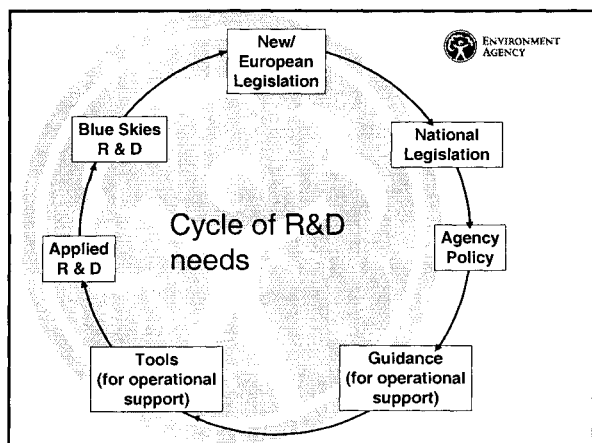 New/
European
Legislation
ENVIRONMENT
AGENCY
National
Legislation
Agency
Policy
Guidance
(for operational
support)
Tools
(for operational
support)
Applied
R & D
Blue Skies
R & D
Cycle of R&D
needs